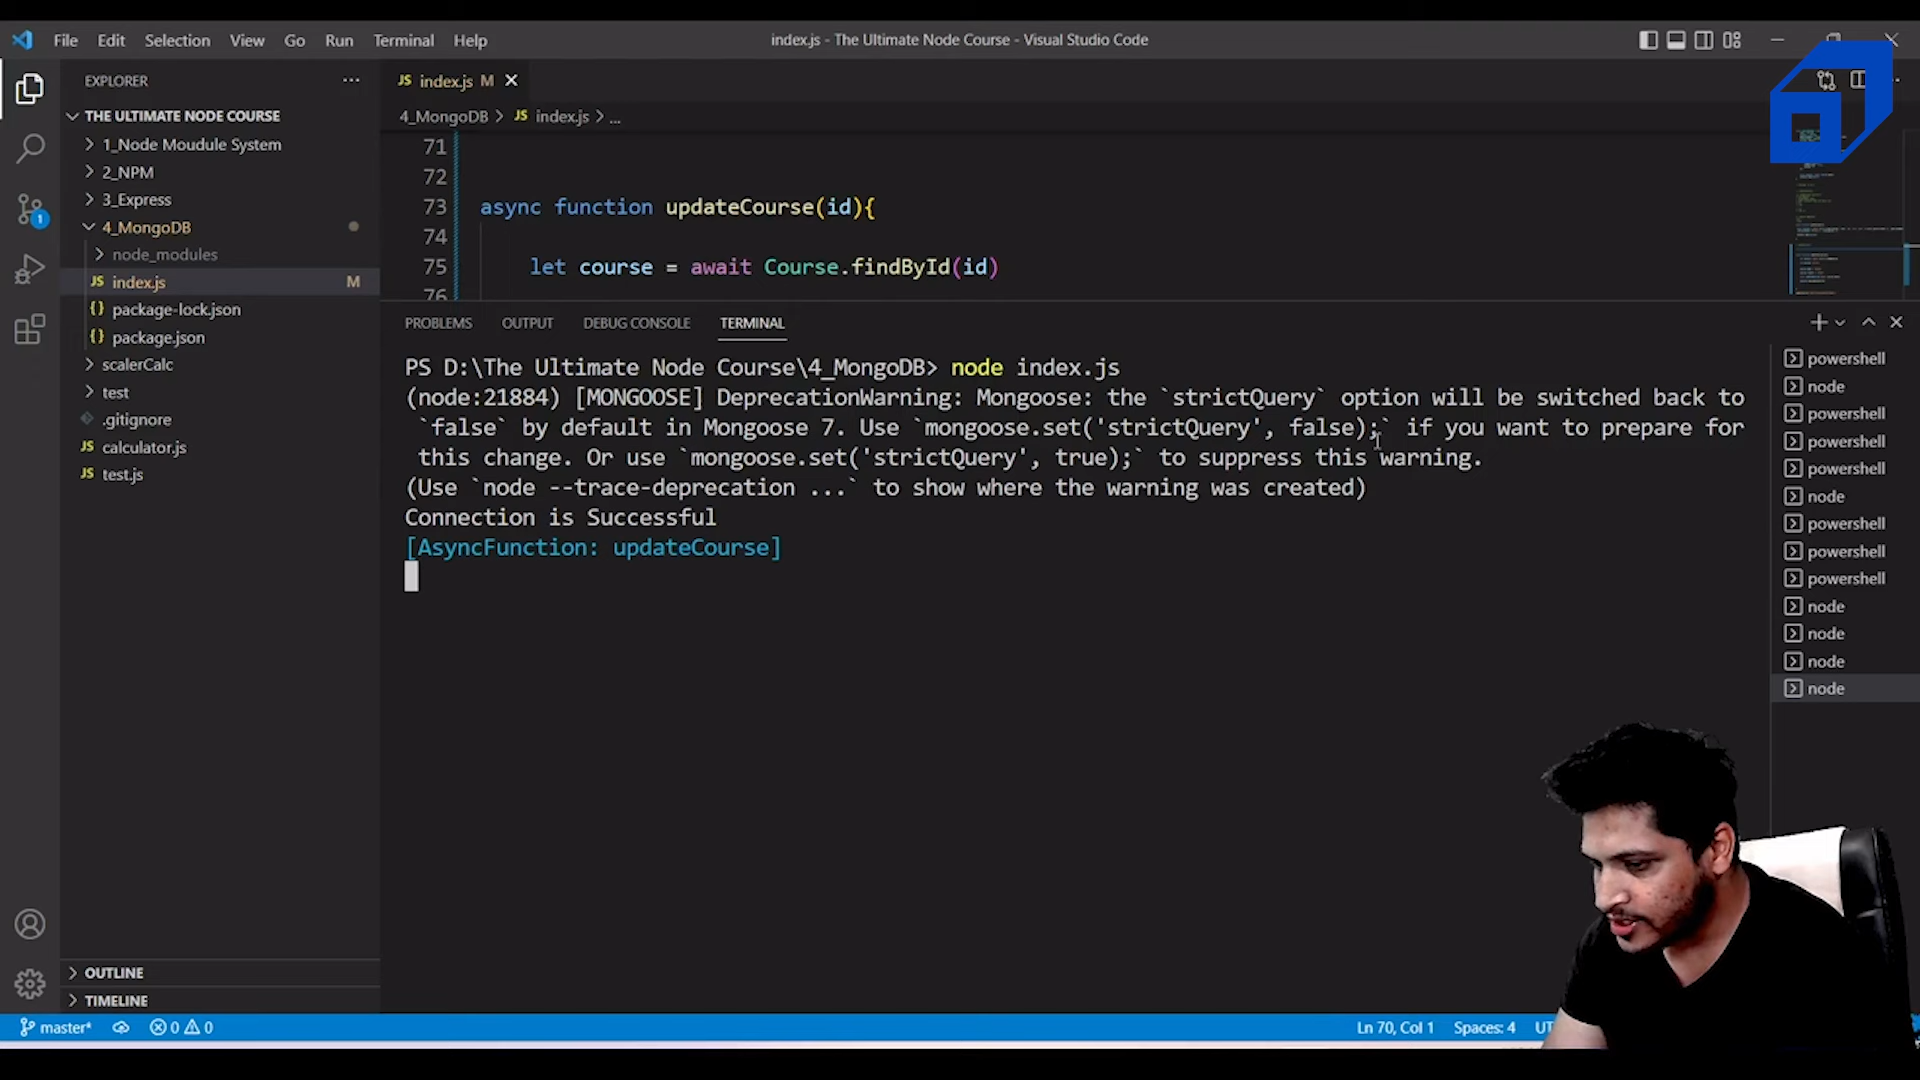 File Edit Selection View Go Run Terminal Help
index.js - The Ultimate Node Course - Visual Studio Code
EXPLORER
THE ULTIMATE NODE COURSE
1_Node Moudule System
2_NPM
3_Express
4_MongoDB
node_modules
JS index.js M
{} package-lock.json
{} package.json
scalerCalc
test
.gitignore
JS calculator.js
JS test.js
OUTLINE
TIMELINE
JS index.js M
4_MongoDB > JS index.js > ...
71
72
73 async function updateCourse(id){
74
75 let course = await Course.findById(id)
76
PROBLEMS OUTPUT DEBUG CONSOLE TERMINAL
PS D:\The Ultimate Node Course\4_MongoDB> node index.js
(node:21884) [MONGOOSE] DeprecationWarning: Mongoose: the `strictQuery` option will be switched back to
`false` by default in Mongoose 7. Use `mongoose.set('strictQuery', false);` if you want to prepare for
this change. Or use `mongoose.set('strictQuery', true);` to suppress this warning.
(Use `node --trace-deprecation ...` to show where the warning was created)
Connection is Successful
[AsyncFunction: updateCourse]
powershell
node
powershell
powershell
powershell
node
powershell
powershell
powershell
node
node
node
node
1
master* 0 0
Ln 70, Col 1 Spaces: 4